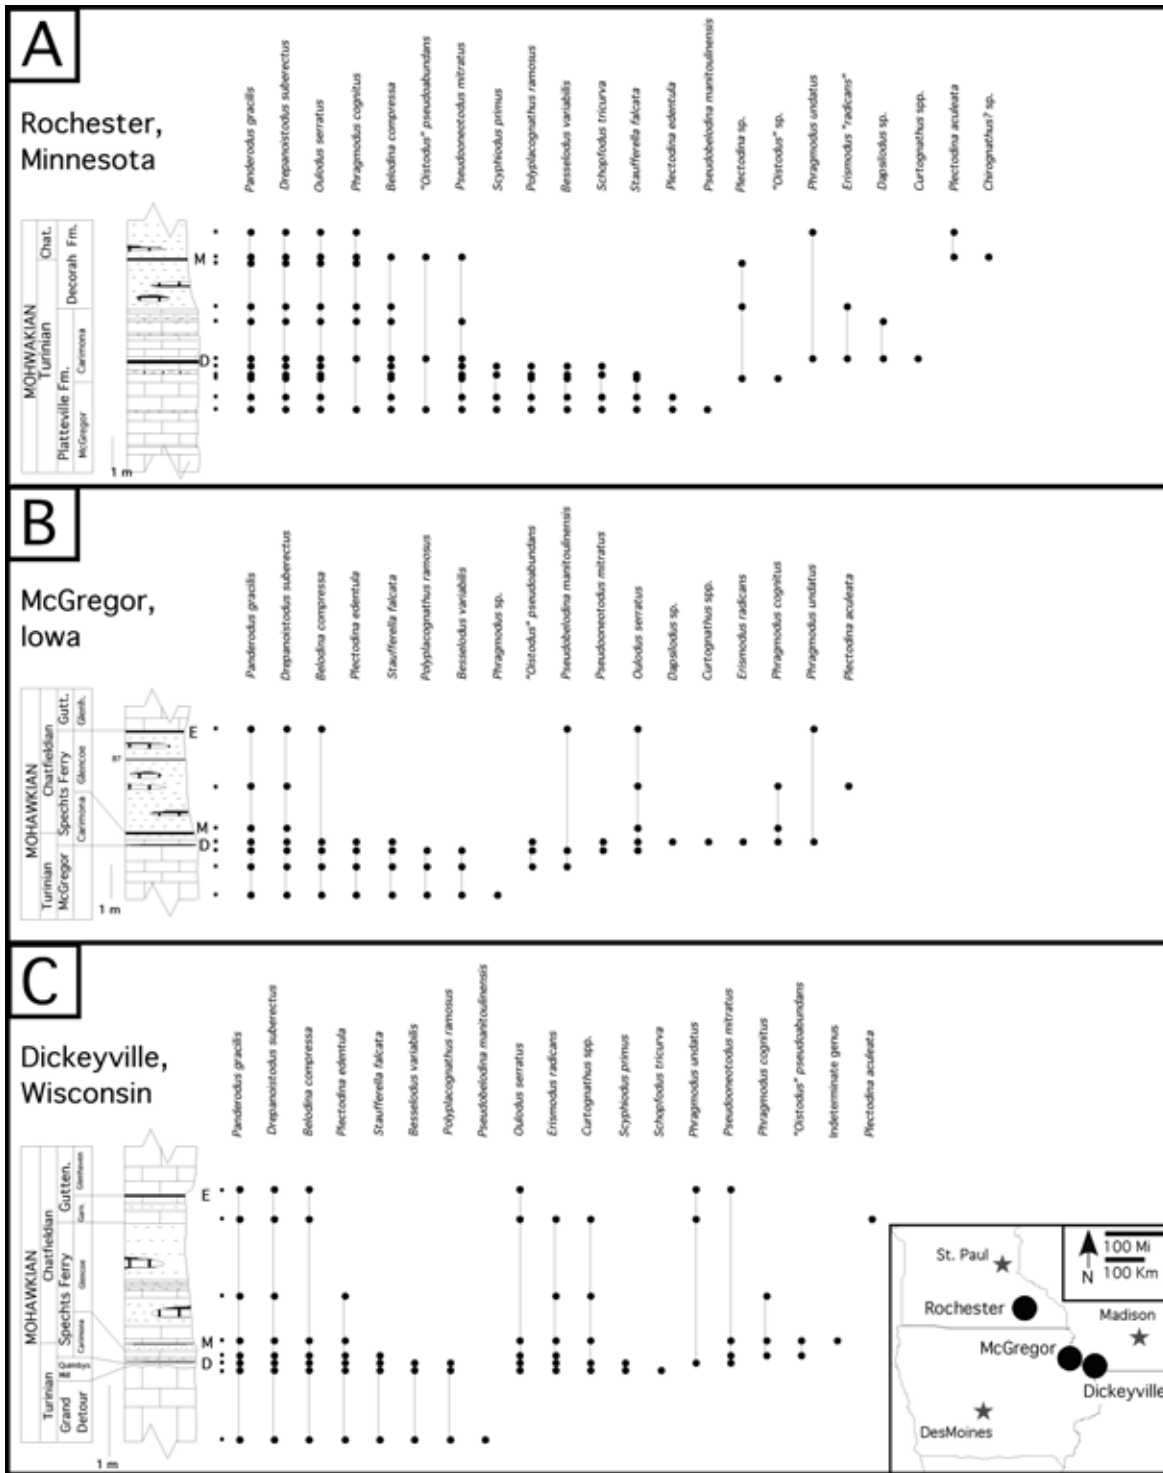 A
Rochester,
Minnesota
Panderodus gracilis
Drepanoistodus suberectus
Oulodus serratus
Phragmodus cognitus
Belodina compressa
"Oistodus" pseudoabundans
Pseudooneotodus mitratus
Scyphiodus primus
Polyplacognathus ramosus
Besselodus variabilis
Schopfodus tricurva
Staufferella falcata
Plectodina edentula
Pseudobelodina manitoulinensis
Plectodina sp.
"Oistodus" sp.
Phragmodus undatus
Erismodus "radicans"
Dapsilodus sp.
Curtognathus spp.
Plectodina aculeata
Chirognathus? sp.
MOHWAKIAN
Chat.
Turinian
Decorah Fm.
Platteville Fm.
Carimona
McGregor
M
D
1 m
B
McGregor,
Iowa
Panderodus gracilis
Drepanoistodus suberectus
Belodina compressa
Plectodina edentula
Staufferella falcata
Polyplacognathus ramosus
Besselodus variabilis
Phragmodus sp.
"Oistodus" pseudoabundans
Pseudobelodina manitoulinensis
Pseudooneotodus mitratus
Oulodus serratus
Dapsilodus sp.
Curtognathus spp.
Erismodus radicans
Phragmodus cognitus
Phragmodus undatus
Plectodina aculeata
MOHAWKIAN
Chatfieldian
Turinian
Gutt.
Spechts Ferry
McGregor
Glenh.
Glencoe
Carimona
E
M
D
1 m
C
Dickeyville,
Wisconsin
Panderodus gracilis
Drepanoistodus suberectus
Belodina compressa
Plectodina edentula
Staufferella falcata
Besselodus variabilis
Polyplacognathus ramosus
Pseudobelodina manitoulinensis
Oulodus serratus
Erismodus radicans
Curtognathus spp.
Scyphiodus primus
Schopfodus tricurva
Phragmodus undatus
Pseudooneotodus mitratus
Phragmodus cognitus
"Oistodus" pseudoabundans
Indeterminate genus
Plectodina aculeata
MOHAWKIAN
Chatfieldian
Turinian
Gutten.
Spechts Ferry
Quimbys
Mill
Grand
Detour
Glenhaven
Garn.
Glencoe
Carimona
E
M
D
1 m
St. Paul
Rochester
McGregor
Madison
Dickeyville
DesMoines
N
100 Mi
100 Km